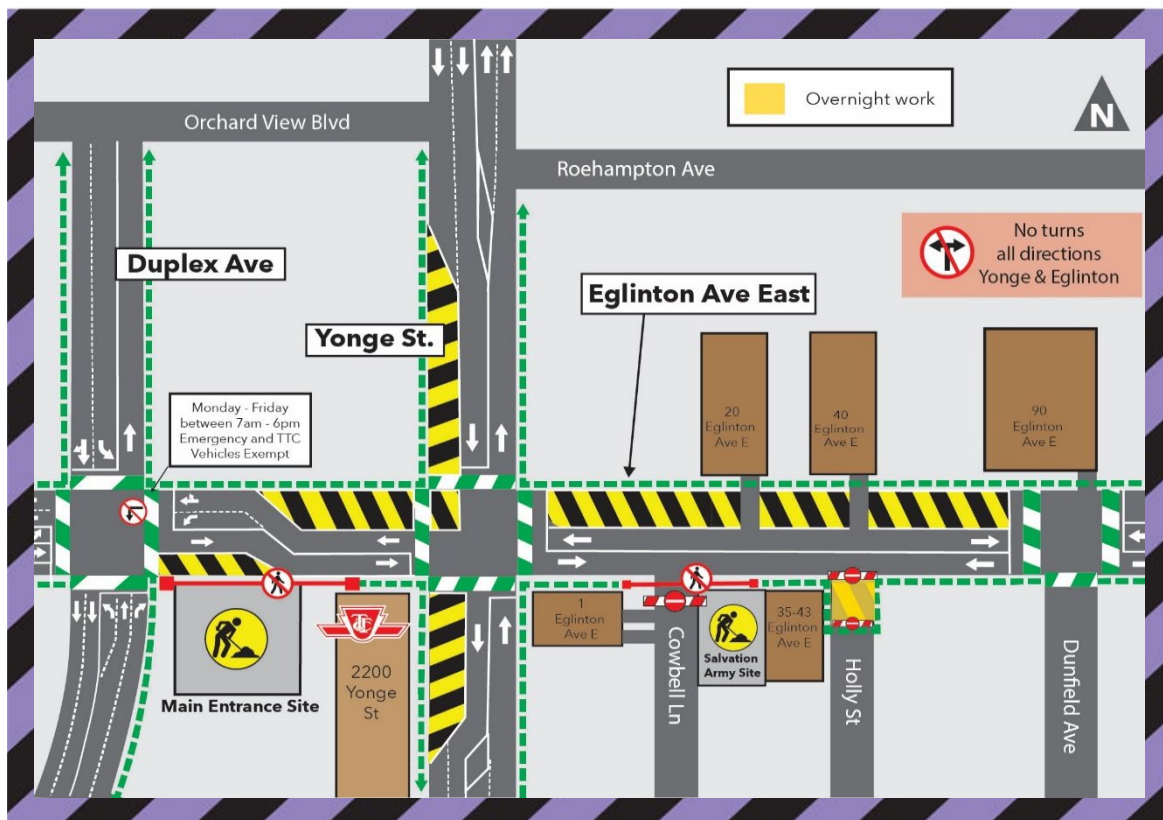 Overnight work
N
Orchard View Blvd
Roehampton Ave
No turns
all directions
Yonge & Eglinton
Duplex Ave
Eglinton Ave East
Yonge St.
Monday - Friday
between 7am - 6pm
Emergency and TTC
Vehicles Exempt
20
Eglinton
Ave E
40
Eglinton
Ave E
90
Eglinton
Ave E
1
Eglinton
Ave E
35-43
Eglinton
Ave E
Cowbell Ln
Salvation
Army Site
Holly St
Dunfield Ave
Main Entrance Site
TTC
2200
Yonge
St